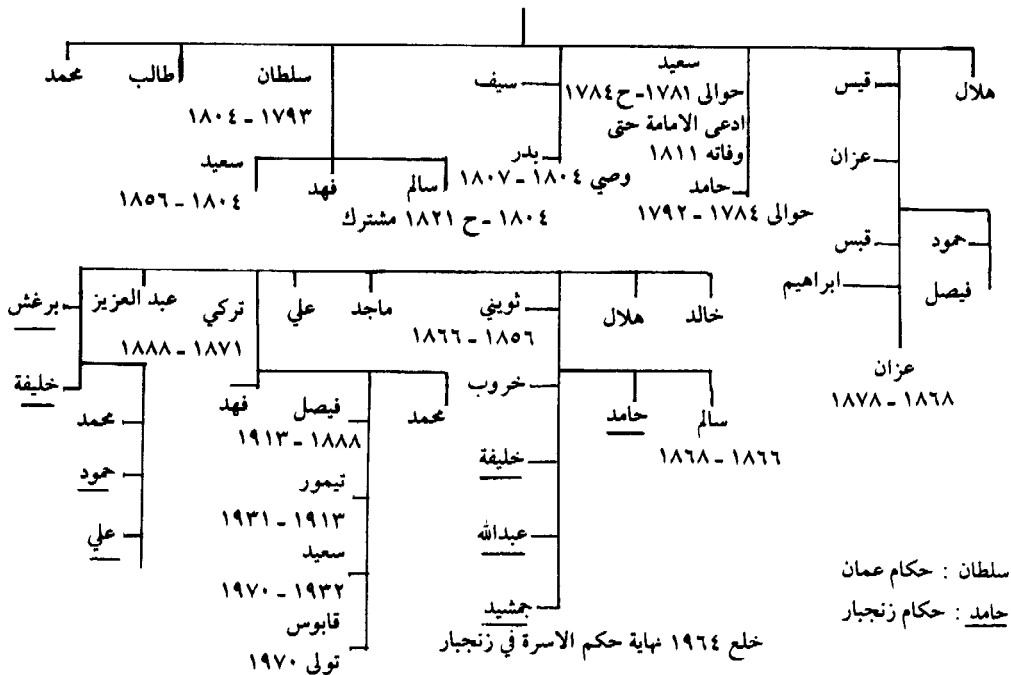 هلال
قيس
سعيد
حوالى ١٧٨١-ح ١٧٨٤
ادعى الامامة حتى
وفاته ١٨١١
حامد
حوالى ١٧٨٤ - ١٧٩٢
سيف
بدر
وصي ١٨٠٤ - ١٨٠٧
سلطان
١٧٩٣ - ١٨٠٤
طالب
محمد
عزان
حمود
فيصل
قبس
ابراهيم
عزان
١٨٦٨ - ١٨٧٨
سالم
١٨٠٤ - ح ١٨٢١ مشترك
فهد
سعيد
١٨٠٤ - ١٨٥٦
خالد
هلال
ثويني
١٨٥٦ - ١٨٦٦
ماجد
علي
تركي
١٨٧١ - ١٨٨٨
عبد العزيز
برغش
سالم
١٨٦٦ - ١٨٦٨
حامد
خروب
خليفة
عبدالله
جمشيد
خلع ١٩٦٤ نهاية حكم الاسرة في زنجبار
محمد
فيصل
١٨٨٨ - ١٩١٣
فهد
تيمور
١٩١٣ - ١٩٣١
سعيد
١٩٣٢ - ١٩٧٠
قابوس
تولى ١٩٧٠
خليفة
محمد
حمود
علي
سلطان : حكام عمان
حامد : حكام زنجبار